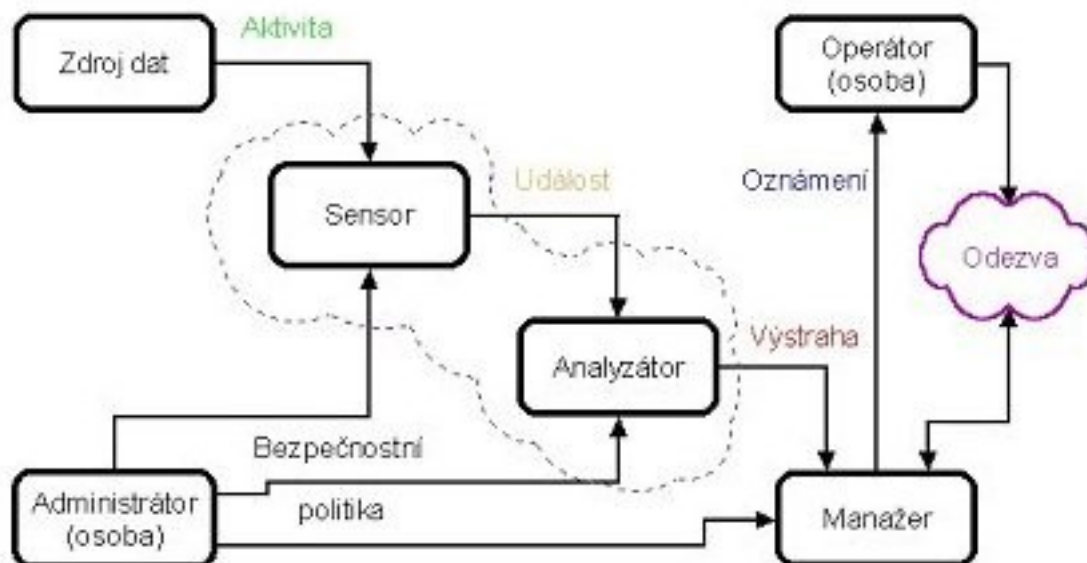 Aktivita
Zdroj dat
Operátor
(osoba)
Sensor
Událost
Oznámení
Odezva
Analyzátor
Výstraha
Bezpečnostní
politika
Administrátor
(osoba)
Manažer